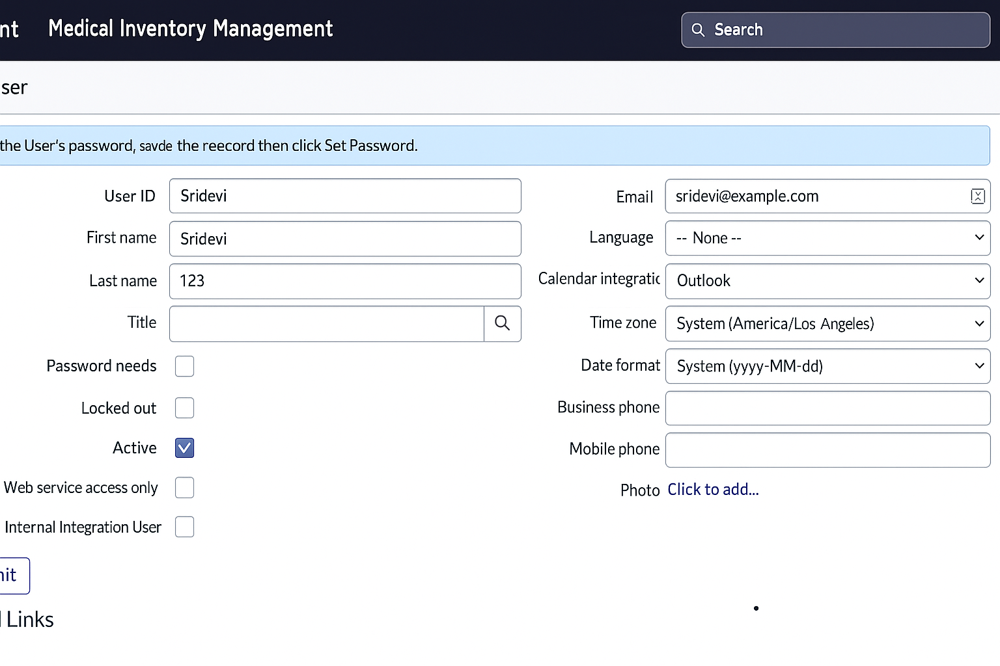 nt Medical Inventory Management Search
ser
the User's password, savde the reecord then click Set Password.
User ID Sridevi
First name Sridevi
Last name 123
Title
Password needs
Locked out
Active
Web service access only
Internal Integration User
Email sridevi@example.com
Language -- None --
Calendar integratic Outlook
Time zone System (America/Los Angeles)
Date format System (yyyy-MM-dd)
Business phone
Mobile phone
Photo Click to add...
nit
l Links